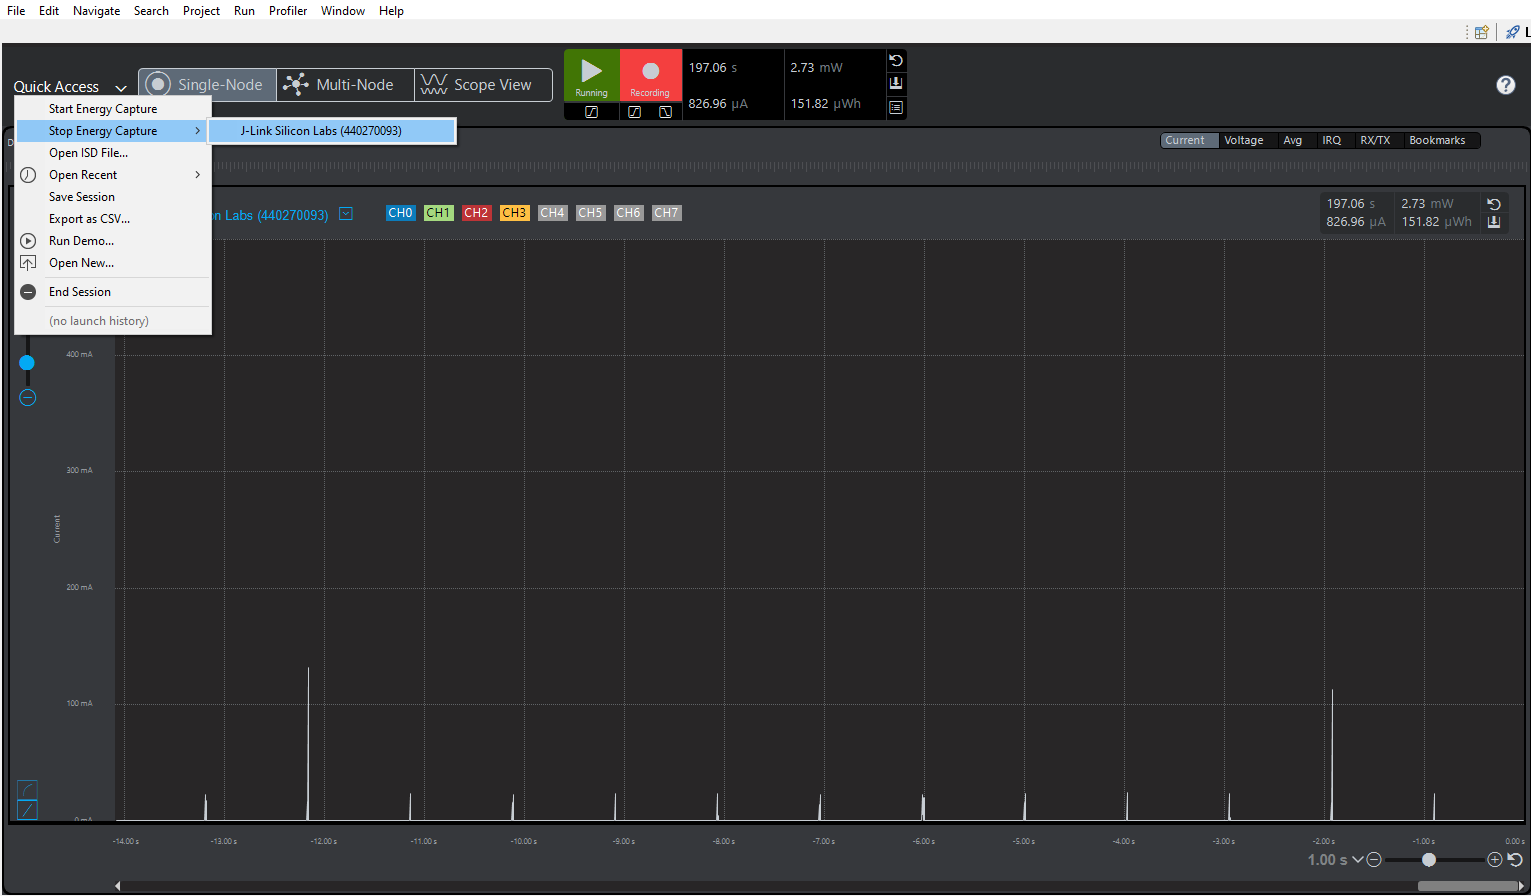 File Edit Navigate Search Project Run Profiler Window Help
Quick Access
Single-Node
Multi-Node
Scope View
Running
Recording
197.06 s
2.73 mW
826.96 µA
151.82 µWh
Start Energy Capture
Stop Energy Capture
J-Link Silicon Labs (440270093)
Open ISD File...
Open Recent
Save Session
Export as CSV...
Run Demo...
Open New...
End Session
(no launch history)
Current Voltage Avg IRQ RX/TX Bookmarks
on Labs (440270093)
CH0 CH1 CH2 CH3 CH4 CH5 CH6 CH7
197.06 s 2.73 mW
826.96 µA 151.82 µWh
400 mA
300 mA
Current
200 mA
100 mA
0 mA
-14.00 s -13.00 s -12.00 s -11.00 s -10.00 s -9.00 s -8.00 s -7.00 s -6.00 s -5.00 s -4.00 s -3.00 s -2.00 s -1.00 s 0.00 s
1.00 s